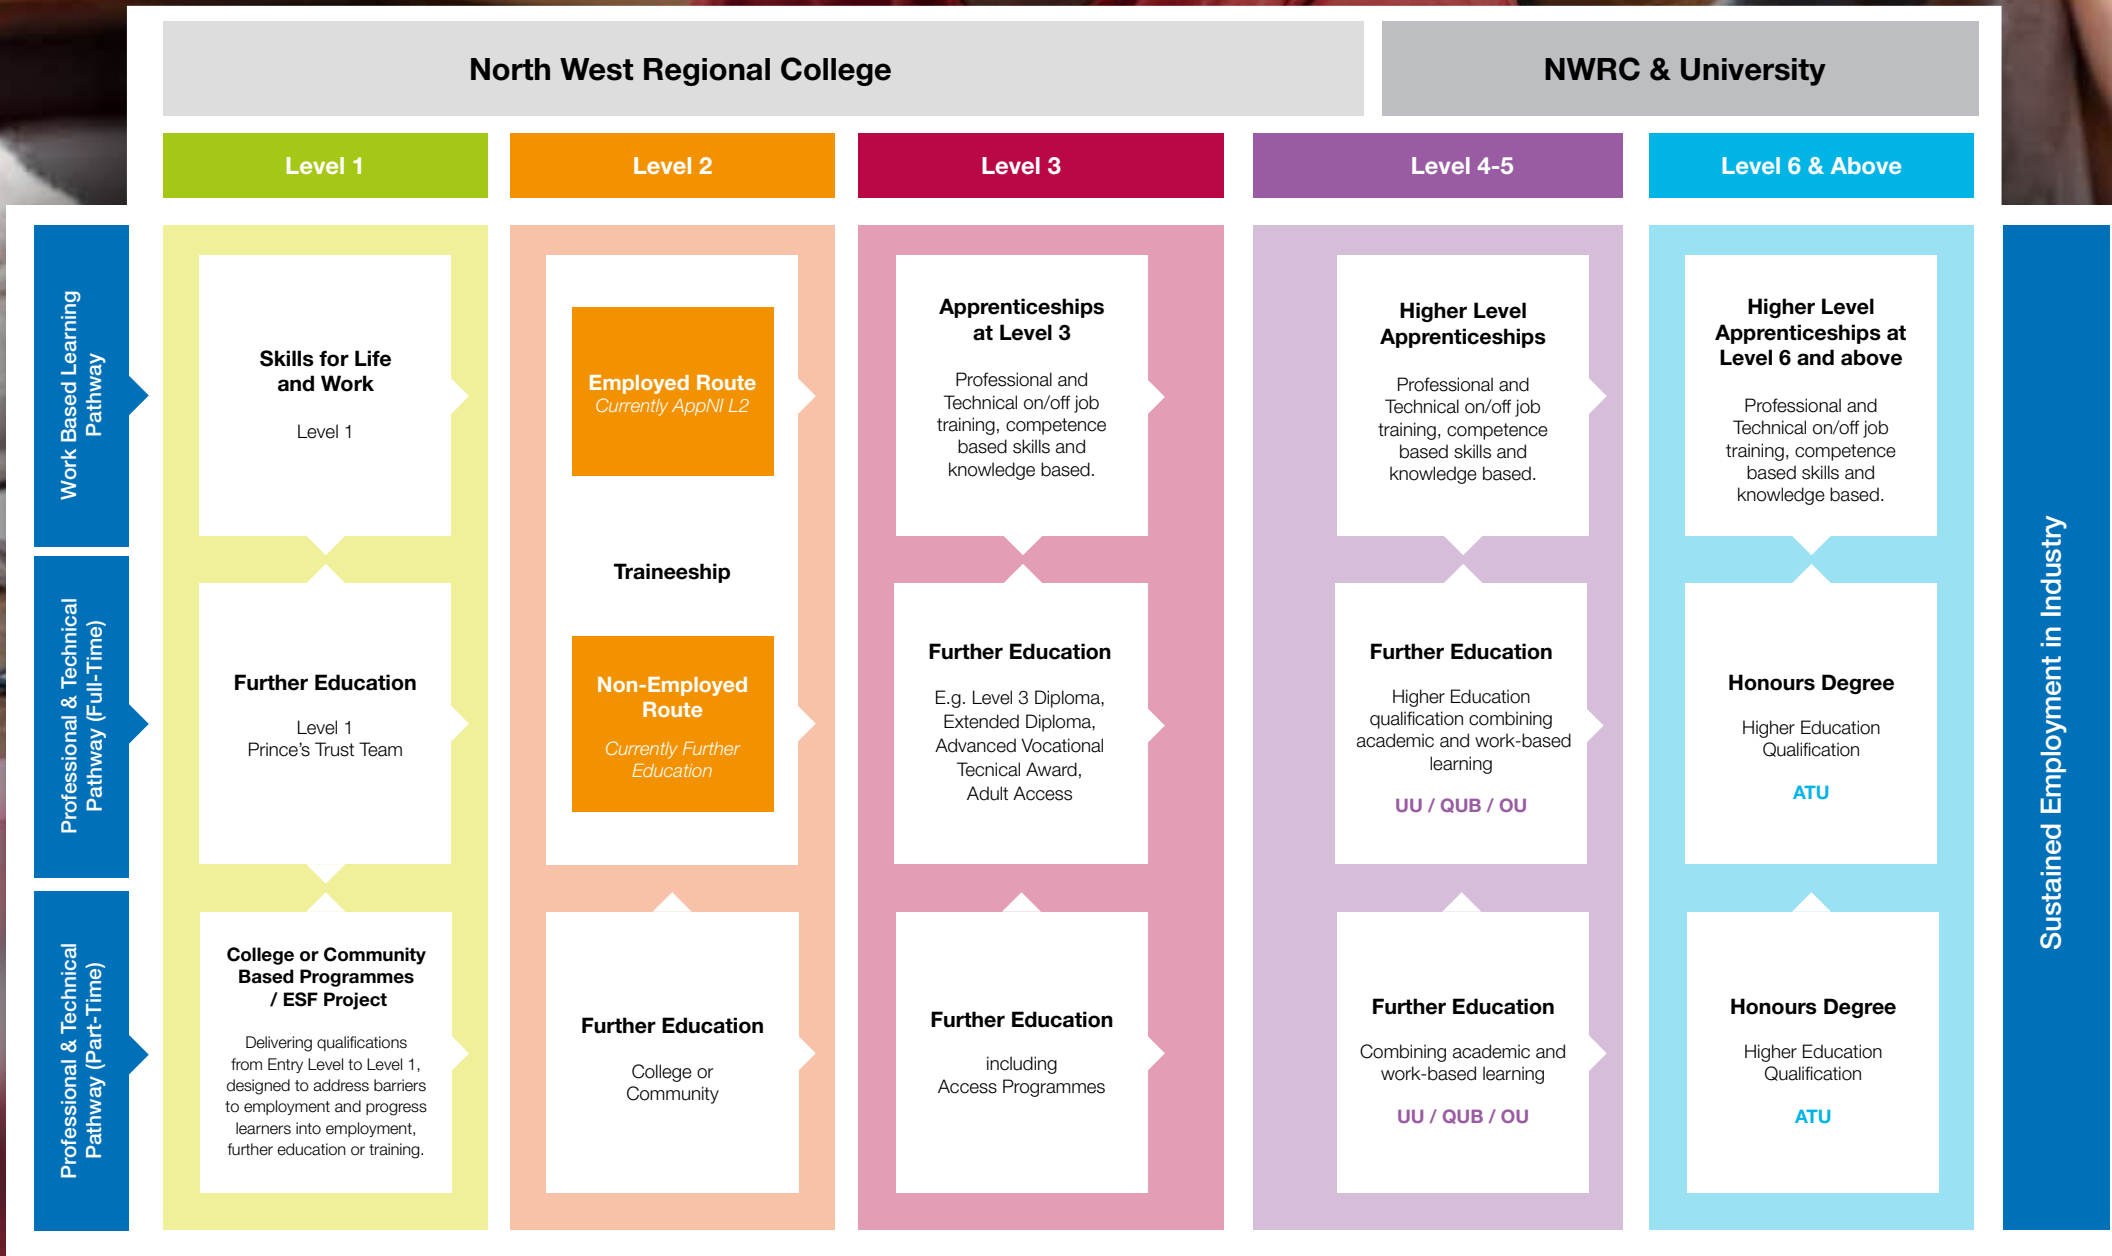 North West Regional College
NWRC & University
Level 1
Level 2
Level 3
Level 4-5
Level 6 & Above
Work Based Learning
Pathway
Skills for Life
and Work
Level 1
Employed Route
Currently AppNI L2
Traineeship
Non-Employed
Route
Currently Further
Education
Apprenticeships
at Level 3
Professional and
Technical on/off job
training, competence
based skills and
knowledge based.
Higher Level
Apprenticeships
Professional and
Technical on/off job
training, competence
based skills and
knowledge based.
Higher Level
Apprenticeships at
Level 6 and above
Professional and
Technical on/off job
training, competence
based skills and
knowledge based.
Professional & Technical
Pathway (Full-Time)
Further Education
Level 1
Prince's Trust Team
Further Education
E.g. Level 3 Diploma,
Extended Diploma,
Advanced Vocational
Tecnical Award,
Adult Access
Further Education
Higher Education
qualification combining
academic and work-based
learning
UU / QUB / OU
Honours Degree
Higher Education
Qualification
ATU
Professional & Technical
Pathway (Part-Time)
College or Community
Based Programmes
/ ESF Project
Delivering qualifications
from Entry Level to Level 1,
designed to address barriers
to employment and progress
learners into employment,
further education or training.
Further Education
College or
Community
Further Education
including
Access Programmes
Further Education
Combining academic and
work-based learning
UU / QUB / OU
Honours Degree
Higher Education
Qualification
ATU
Sustained Employment in Industry